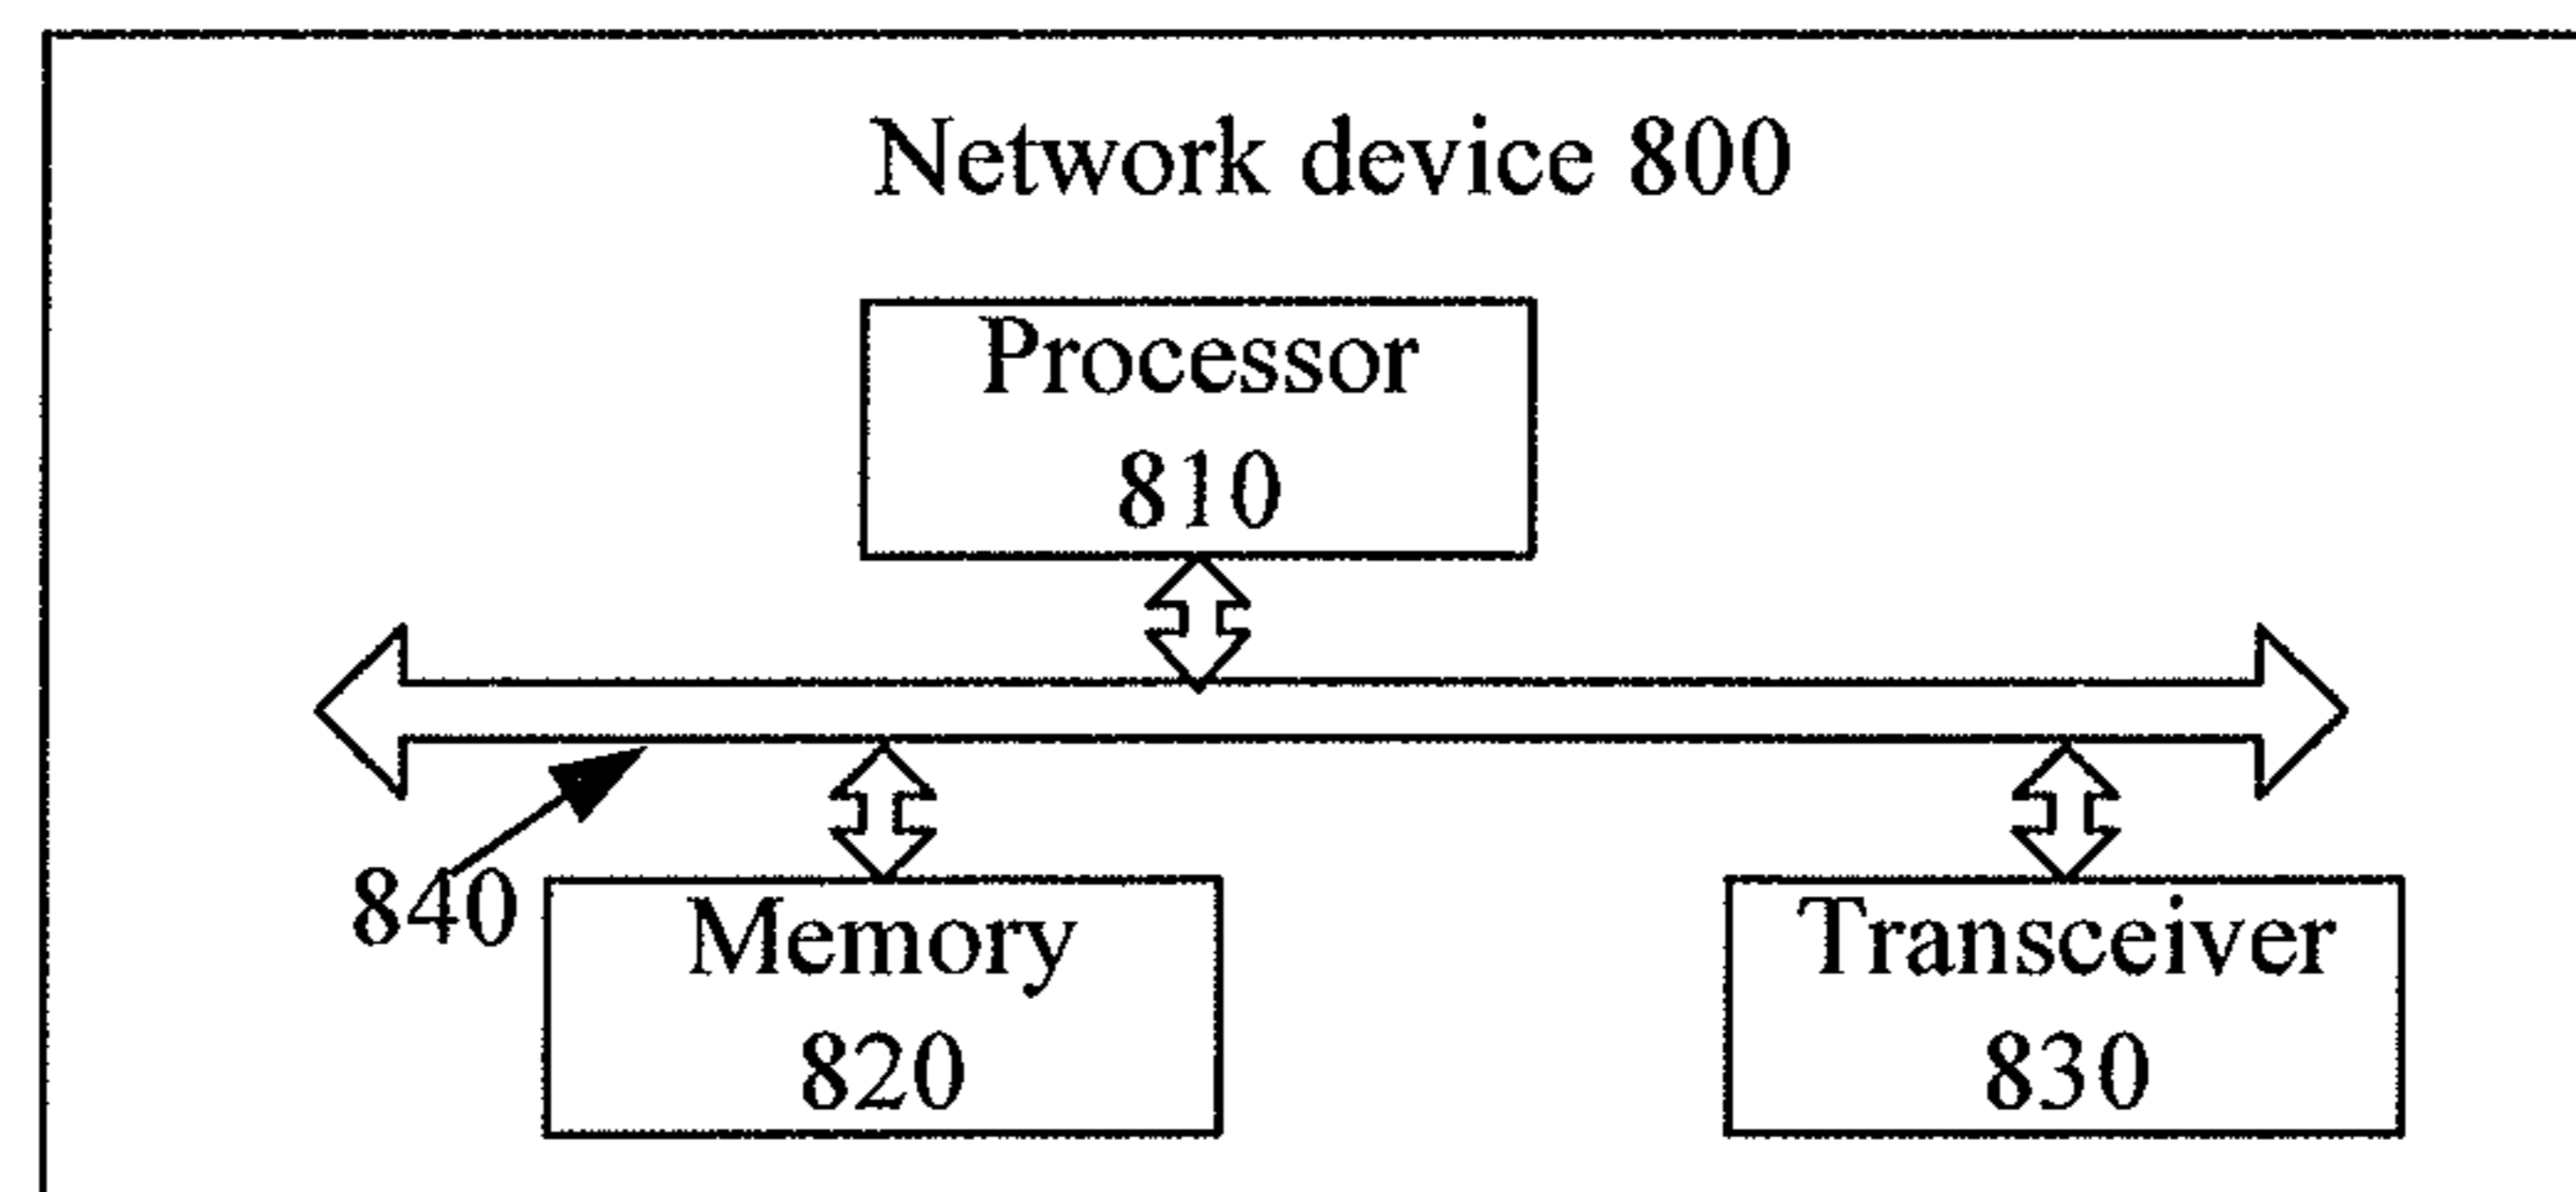 Network device 800
Processor
810
840
Memory
820
Transceiver
830